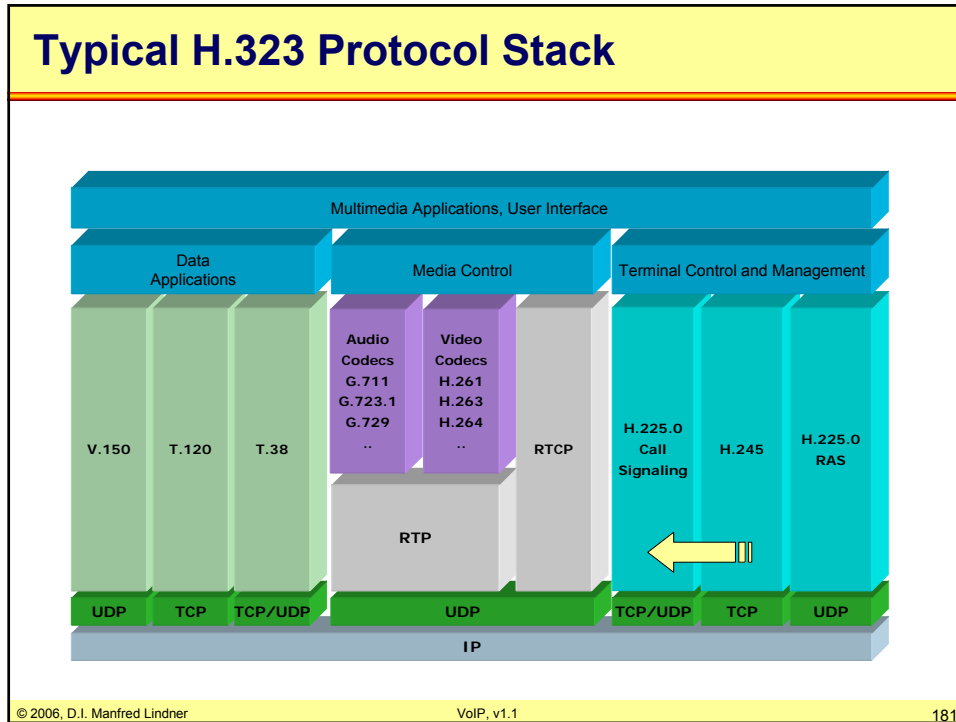 Typical H.323 Protocol Stack
Multimedia Applications, User Interface
Data
Applications
Media Control
Terminal Control and Management
V.150
T.120
T.38
Audio
Codecs
G.711
G.723.1
G.729
..
Video
Codecs
H.261
H.263
H.264
..
RTP
RTCP
H.225.0
Call
Signaling
H.245
H.225.0
RAS
UDP
TCP
TCP/UDP
UDP
TCP/UDP
TCP
UDP
IP
© 2006, D.I. Manfred Lindner
VoIP, v1.1
181